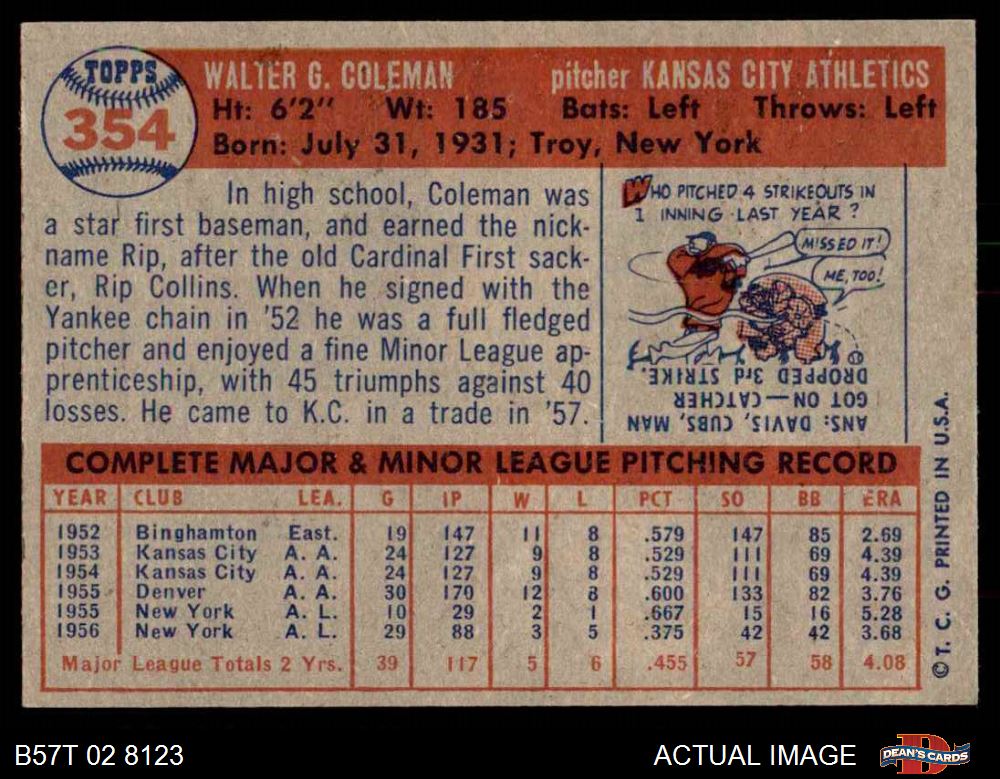 TOPPS
354
WALTER G. COLEMAN pitcher KANSAS CITY ATHLETICS
Ht: 6'2" Wt: 185 Bats: Left Throws: Left
Born: July 31, 1931; Troy, New York
In high school, Coleman was
a star first baseman, and earned the nick-
name Rip, after the old Cardinal First sack-
er, Rip Collins. When he signed with the
Yankee chain in '52 he was a full fledged
pitcher and enjoyed a fine Minor League ap-
prenticeship, with 45 triumphs against 40
losses. He came to K.C. in a trade in '57.
WHO PITCHED 4 STRIKEOUTS IN
1 INNING LAST YEAR?
MISSED IT!
ME, TOO!
ANS: DAVIS, CUBS, MAN
GOT ON — CATCHER
DROPPED 3rd STRIKE.
COMPLETE MAJOR & MINOR LEAGUE PITCHING RECORD
YEAR CLUB LEA. G IP W L PCT SO BB ERA
1952 Binghamton East. 19 147 11 8 .579 147 85 2.69
1953 Kansas City A. A. 24 127 9 8 .529 111 69 4.39
1954 Kansas City A. A. 24 127 9 8 .529 111 69 4.39
1955 Denver A. A. 30 170 12 8 .600 133 82 3.76
1955 New York A. L. 10 29 2 1 .667 15 16 5.28
1956 New York A. L. 29 88 3 5 .375 42 42 3.68
Major League Totals 2 Yrs. 39 117 5 6 .455 57 58 4.08
© T. C. G. PRINTED IN U.S.A.
B57T 02 8123 ACTUAL IMAGE DEAN'S CARDS